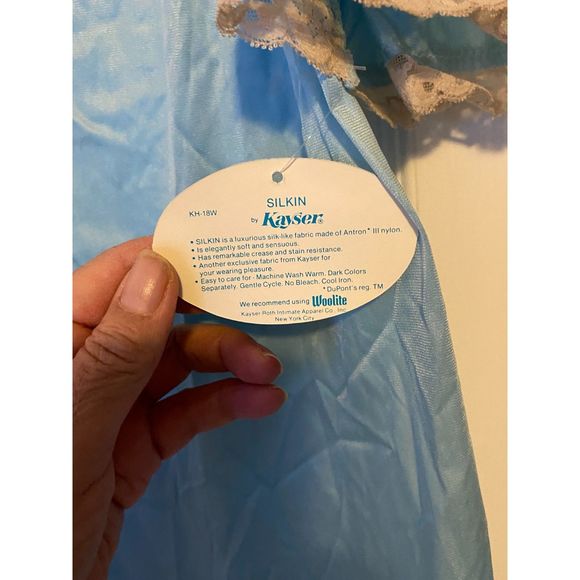 SILKIN
KH-18W
by Kayser®
• SILKIN is a luxurious silk-like fabric made of Antron* III nylon.
• Is elegantly soft and sensuous.
• Has remarkable crease and stain resistance.
• Another exclusive fabric from Kayser for
your wearing pleasure.
• Easy to care for - Machine Wash Warm. Dark Colors
Separately. Gentle Cycle. No Bleach. Cool Iron.
*DuPont's reg. TM
We recommend using Woolite
Kayser-Roth Intimate Apparel Co., Inc.
New York City